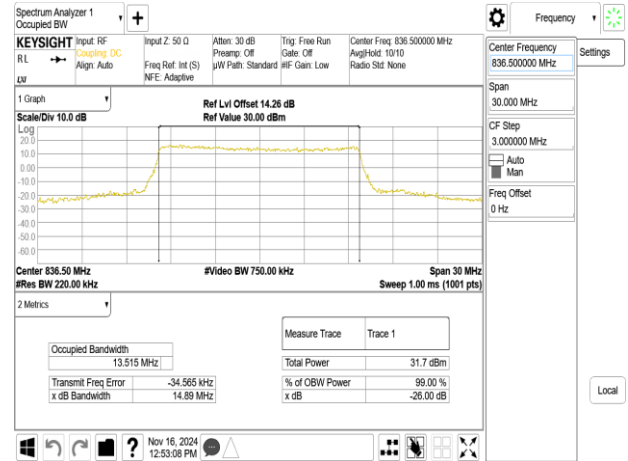 Spectrum Analyzer 1
Occupied BW
Frequency
KEYSIGHT
RL
LXI
Input: RF
Coupling: DC
Align: Auto
Input Z: 50 Ω
Freq Ref: Int (S)
NFE: Adaptive
Atten: 30 dB
Preamp: Off
µW Path: Standard
Trig: Free Run
Gate: Off
#IF Gain: Low
Center Freq: 836.500000 MHz
Avg|Hold: 10/10
Radio Std: None
Center Frequency
836.500000 MHz
Settings
Span
30.000 MHz
CF Step
3.000000 MHz
Auto
Man
Freq Offset
0 Hz
Local
1 Graph
Scale/Div 10.0 dB
Ref Lvl Offset 14.26 dB
Ref Value 30.00 dBm
Log
20.0
10.0
0.00
-10.0
-20.0
-30.0
-40.0
-50.0
-60.0
Center 836.50 MHz
#Video BW 750.00 kHz
Span 30 MHz
#Res BW 220.00 kHz
Sweep 1.00 ms (1001 pts)
2 Metrics
Measure Trace
Trace 1
Occupied Bandwidth
13.515 MHz
Total Power
31.7 dBm
Transmit Freq Error
-34.565 kHz
% of OBW Power
99.00 %
x dB Bandwidth
14.89 MHz
x dB
-26.00 dB
?
Nov 16, 2024
12:53:08 PM